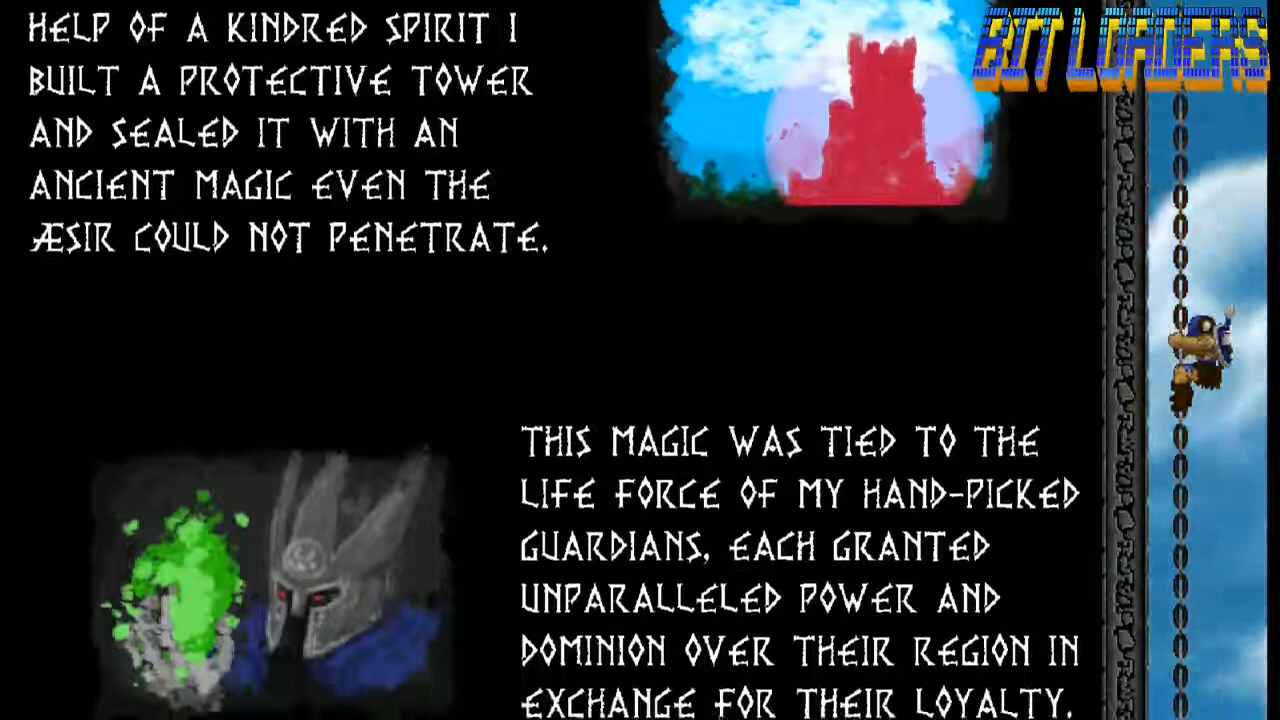 HELP OF A KINDRED SPIRIT I
BUILT A PROTECTIVE TOWER
AND SEALED IT WITH AN
ANCIENT MAGIC EVEN THE
ÆSIR COULD NOT PENETRATE.
BIT LOADERS
THIS MAGIC WAS TIED TO THE
LIFE FORCE OF MY HAND-PICKED
GUARDIANS, EACH GRANTED
UNPARALLELED POWER AND
DOMINION OVER THEIR REGION IN
EXCHANGE FOR THEIR LOYALTY.